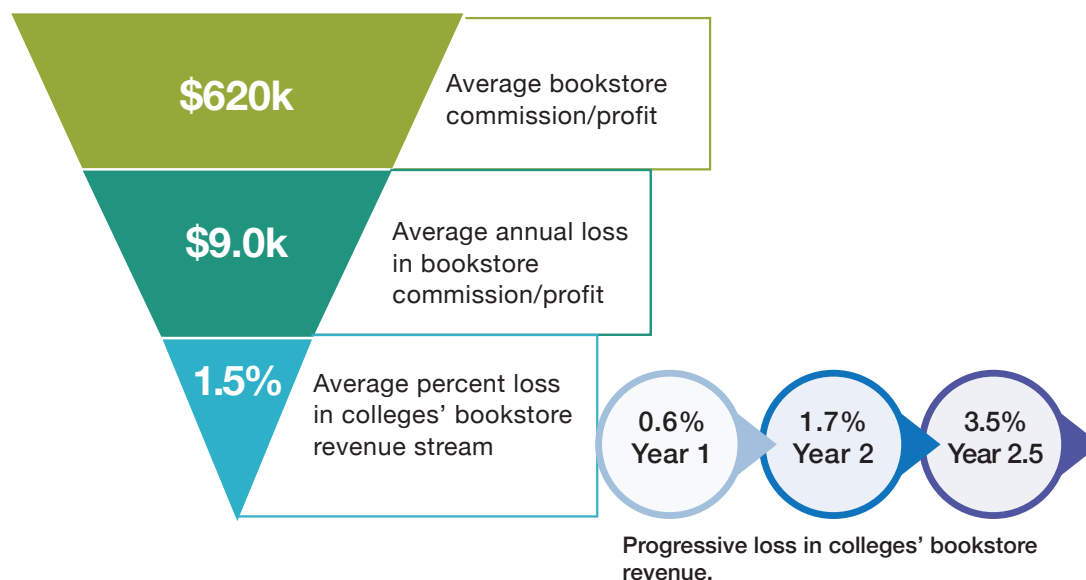 $620k
Average bookstore
commission/profit
$9.0k
Average annual loss
in bookstore
commission/profit
1.5%
Average percent loss
in colleges’ bookstore
revenue stream
0.6%
Year 1
1.7%
Year 2
3.5%
Year 2.5
Progressive loss in colleges’ bookstore
revenue.